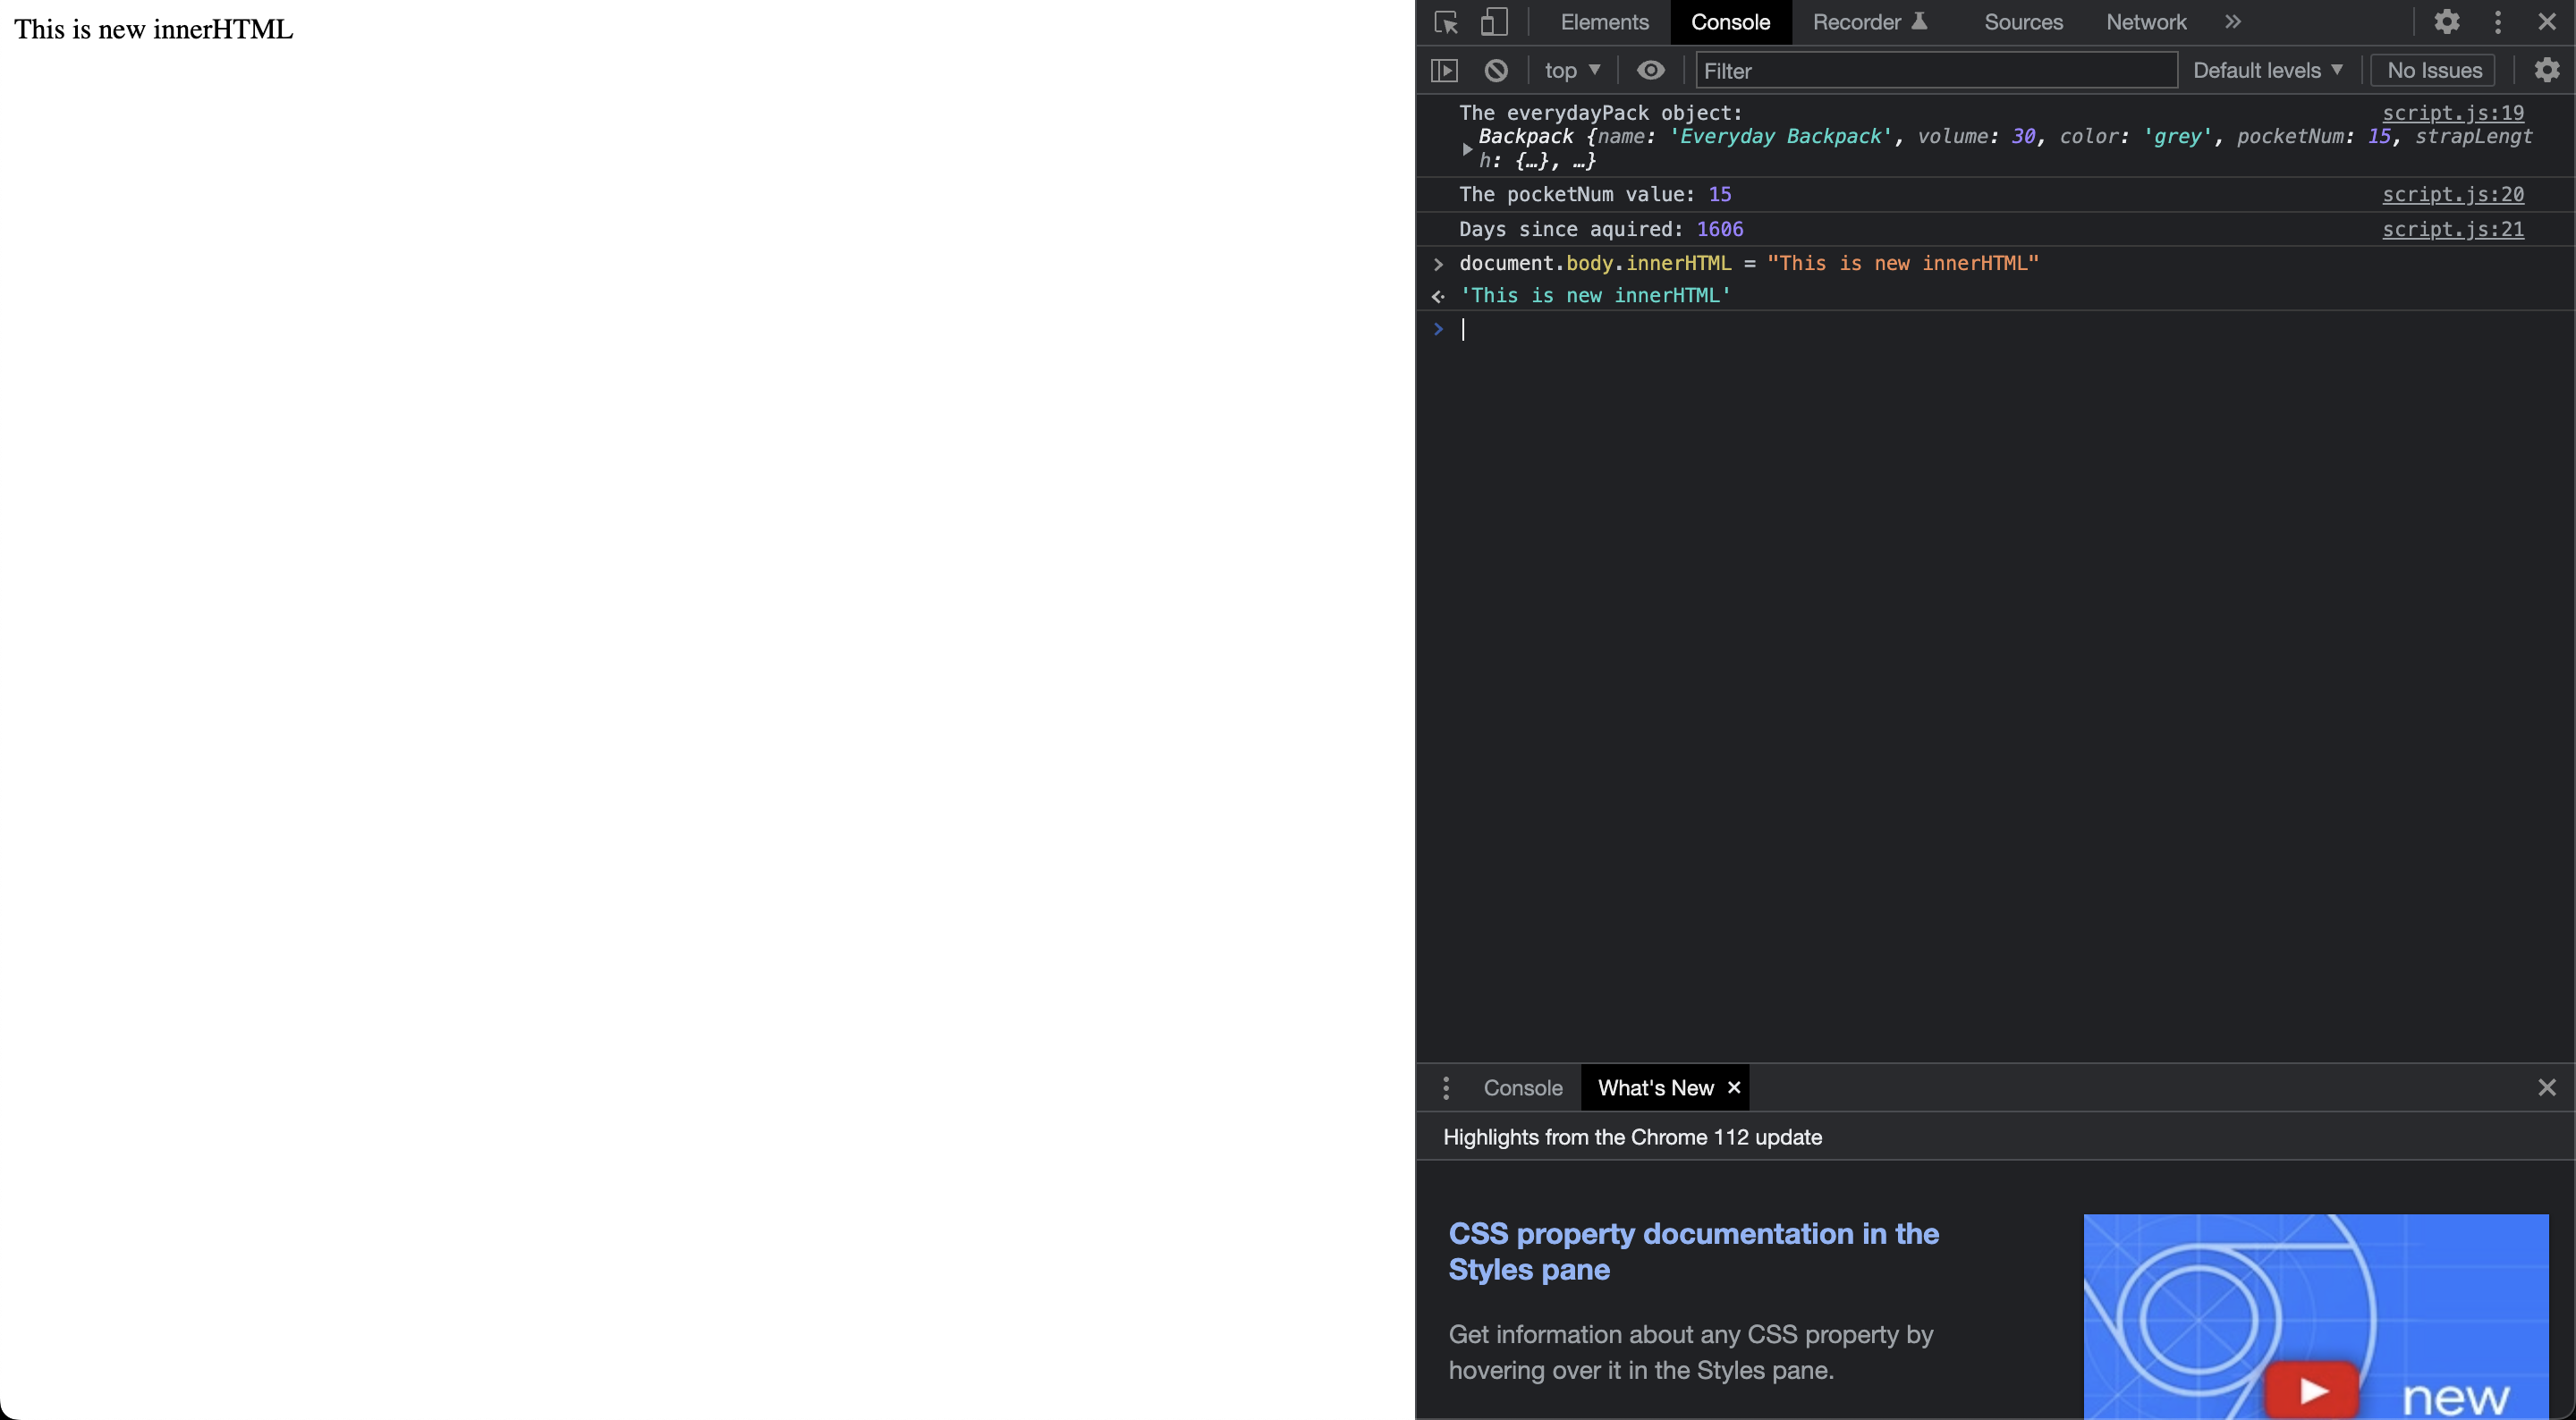 This is new innerHTML
Elements Console Recorder Sources Network »
top ▼ Filter Default levels ▼ No Issues
The everydayPack object: script.js:19
Backpack {name: 'Everyday Backpack', volume: 30, color: 'grey', pocketNum: 15, strapLengt
h: {…}, …}
The pocketNum value: 15 script.js:20
Days since aquired: 1606 script.js:21
> document.body.innerHTML = "This is new innerHTML"
'This is new innerHTML'
>
Console What's New ×
Highlights from the Chrome 112 update
CSS property documentation in the
Styles pane
Get information about any CSS property by
hovering over it in the Styles pane.
new